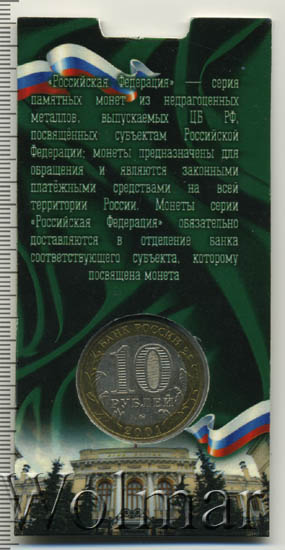 «Российская Федерация» — серия
памятных монет из недрагоценных
металлов, выпускаемых ЦБ РФ,
посвящённых субъектам Российской
Федерации; монеты предназначены для
обращения и являются законными
платёжными средствами на всей
территории России. Монеты серии
«Российская Федерация» обязательно
доставляются в отделение банка
соответствующего субъекта, которому
посвящена монета
БАНК РОССИИ
10
РУБЛЕЙ
Wolmar